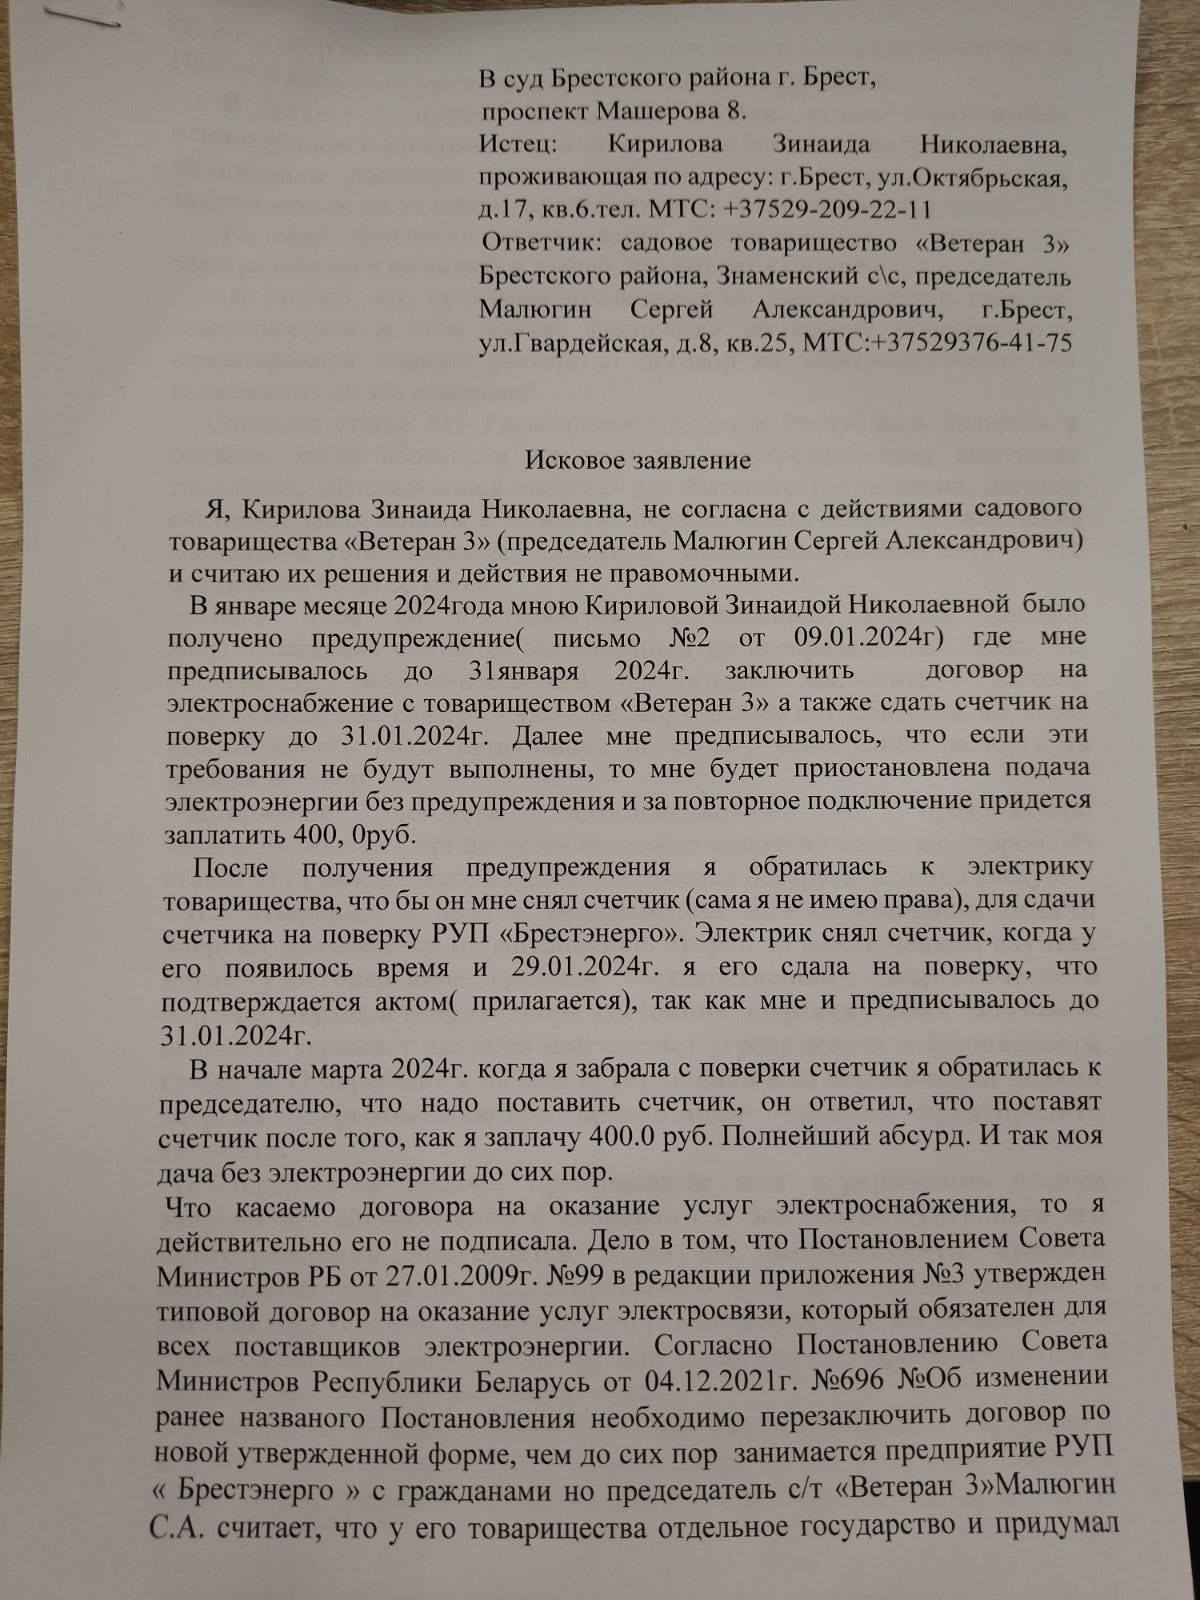 В суд Брестского района г. Брест,
проспект Машерова 8.
Истец: Кирилова Зинаида Николаевна,
проживающая по адресу: г.Брест, ул.Октябрьская,
д.17, кв.6.тел. МТС: +37529-209-22-11
Ответчик: садовое товарищество «Ветеран 3»
Брестского района, Знаменский с\с, председатель
Малюгин Сергей Александрович, г.Брест,
ул.Гвардейская, д.8, кв.25, МТС:+37529376-41-75
Исковое заявление
Я, Кирилова Зинаида Николаевна, не согласна с действиями садового
товарищества «Ветеран 3» (председатель Малюгин Сергей Александрович)
и считаю их решения и действия не правомочными.
В январе месяце 2024года мною Кириловой Зинаидой Николаевной было
получено предупреждение( письмо №2 от 09.01.2024г) где мне
предписывалось до 31января 2024г. заключить договор на
электроснабжение с товариществом «Ветеран 3» а также сдать счетчик на
поверку до 31.01.2024г. Далее мне предписывалось, что если эти
требования не будут выполнены, то мне будет приостановлена подача
электроэнергии без предупреждения и за повторное подключение придется
заплатить 400, 0руб.
После получения предупреждения я обратилась к электрику
товарищества, что бы он мне снял счетчик (сама я не имею права), для сдачи
счетчика на поверку РУП «Брестэнерго». Электрик снял счетчик, когда у
его появилось время и 29.01.2024г. я его сдала на поверку, что
подтверждается актом( прилагается), так как мне и предписывалось до
31.01.2024г.
В начале марта 2024г. когда я забрала с поверки счетчик я обратилась к
председателю, что надо поставить счетчик, он ответил, что поставят
счетчик после того, как я заплачу 400.0 руб. Полнейший абсурд. И так моя
дача без электроэнергии до сих пор.
Что касаемо договора на оказание услуг электроснабжения, то я
действительно его не подписала. Дело в том, что Постановлением Совета
Министров РБ от 27.01.2009г. №99 в редакции приложения №3 утвержден
типовой договор на оказание услуг электросвязи, который обязателен для
всех поставщиков электроэнергии. Согласно Постановлению Совета
Министров Республики Беларусь от 04.12.2021г. №696 №Об изменении
ранее названого Постановления необходимо перезаключить договор по
новой утвержденной форме, чем до сих пор занимается предприятие РУП
« Брестэнерго » с гражданами но председатель с/т «Ветеран 3»Малюгин
С.А. считает, что у его товарищества отдельное государство и придумал